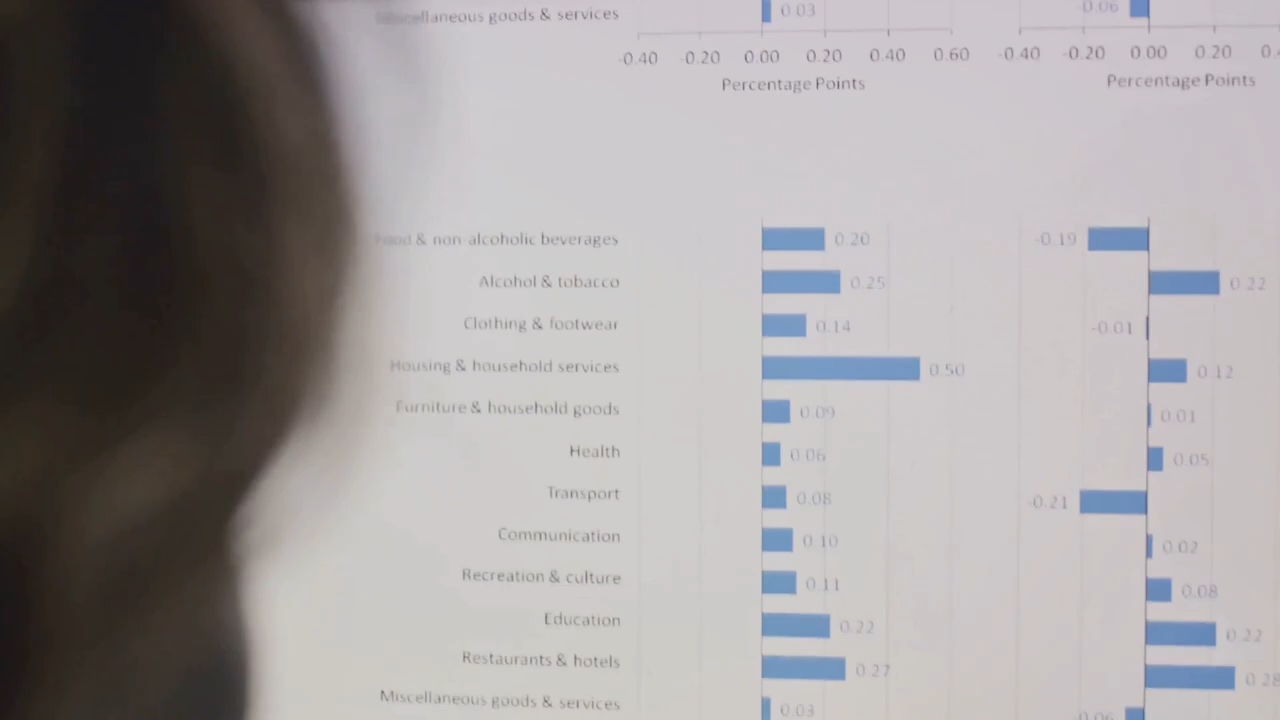 Miscellaneous goods & services 0.03 -0.06
-0.40 -0.20 0.00 0.20 0.40 0.60 -0.40 -0.20 0.00 0.20
Percentage Points Percentage Points
Food & non-alcoholic beverages 0.20 -0.19
Alcohol & tobacco 0.25 0.22
Clothing & footwear 0.14 -0.01
Housing & household services 0.50 0.12
Furniture & household goods 0.09 0.01
Health 0.06 0.05
Transport 0.08 -0.21
Communication 0.10 0.02
Recreation & culture 0.11 0.08
Education 0.22 0.22
Restaurants & hotels 0.27 0.28
Miscellaneous goods & services 0.03 -0.06